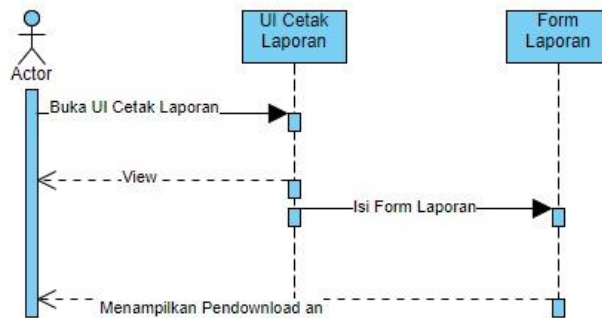 UI Cetak
Laporan
Form
Laporan
Actor
Buka UI Cetak Laporan
View
Isi Form Laporan
Menampilkan Pendownload an